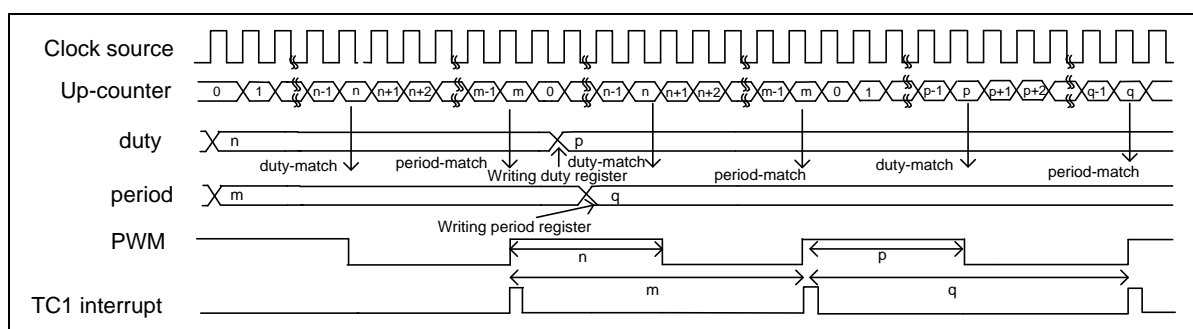 Clock source
Up-counter 0 1 n-1 n n+1 n+2 m-1 m 0 n-1 n n+1 n+2 m-1 m 0 1 p-1 p p+1 p+2 q-1 q
duty n p
duty-match period-match duty-match period-match duty-match period-match
Writing duty register
period m q
Writing period register
PWM
n p
m q
TC1 interrupt